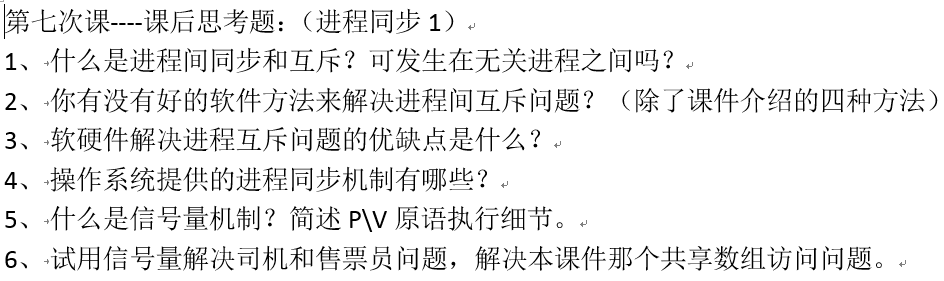 第七次课----课后思考题：（进程同步1）
1、什么是进程间同步和互斥？可发生在无关进程之间吗？
2、你有没有好的软件方法来解决进程间互斥问题？（除了课件介绍的四种方法）
3、软硬件解决进程互斥问题的优缺点是什么？
4、操作系统提供的进程同步机制有哪些？
5、什么是信号量机制？简述P\V原语执行细节。
6、试用信号量解决司机和售票员问题，解决本课件那个共享数组访问问题。